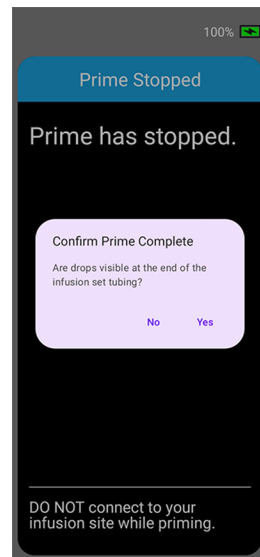 100%
Prime Stopped
Prime has stopped.
Confirm Prime Complete
Are drops visible at the end of the
infusion set tubing?
No Yes
DO NOT connect to your
infusion site while priming.